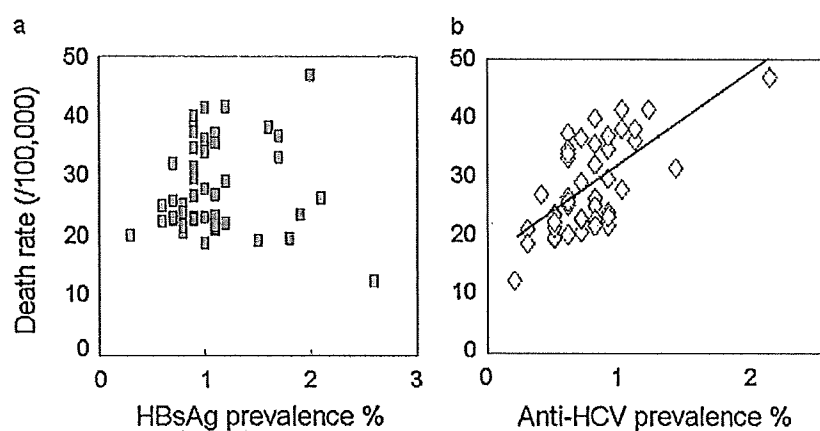 a
Death rate (/100,000)
50
40
30
20
10
0
0 1 2 3
HBsAg prevalence %
b
50
40
30
20
10
0
0 1 2
Anti-HCV prevalence %